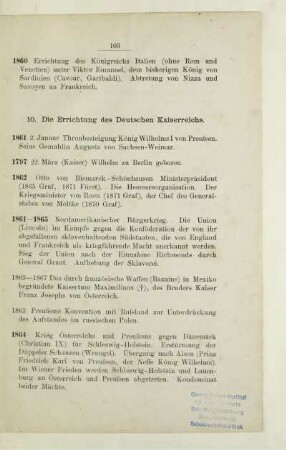 166
1860 Errichtung des Königreichs Italien (ohne Rom und
Venetien) unter Viktor Emanuel, dem bisherigen König von
Sardinien (Cavour, Garibaldi). Abtretung von Nizza und
Savoyen an Frankreich.
10. Die Errichtung des Deutschen Kaiserreichs.
1861 2. Januar Thronbesteigung König Wilhelms I von Preußen.
Seine Gemahlin Augusta von Sachsen-Weimar.
1797 22. März (Kaiser) Wilhelm zu Berlin geboren.
1862 Otto von Bismarck-Schönhausen Ministerpräsident
(1865 Graf, 1871 Fürst). Die Heeresreorganisation. Der
Kriegsminister von Roon (1871 Graf), der Chef des General-
stabes von Moltke (1870 Graf).
1861—1865 Nordamerikanischer Bürgerkrieg. Die Union
(Lincoln) im Kampfe gegen die Konföderation der von ihr
abgefallenen sklavenhaltenden Südstaaten, die von England
und Frankreich als kriegführende Macht anerkannt werden.
Sieg der Union nach der Einnahme Richmonds durch
General Grant. Aufhebung der Sklaverei.
1863—1867 Das durch französische Waffen (Bazaine) in Mexiko
begründete Kaisertum Maximilians (†), des Bruders Kaiser
Franz Josephs von Österreich.
1863 Preußens Konvention mit Rußland zur Unterdrückung
des Aufstandes im russischen Polen.
1864 Krieg Österreichs und Preußens gegen Dänemark
(Christian IX) für Schleswig-Holstein. Erstürmung der
Düppeler Schanzen (Wrangel). Übergang nach Alsen (Prinz
Friedrich Karl von Preußen, der Neffe König Wilhelms).
Im Wiener Frieden werden Schleswig-Holstein und Lauen-
burg an Österreich und Preußen abgetreten. Kondominat
beider Mächte.